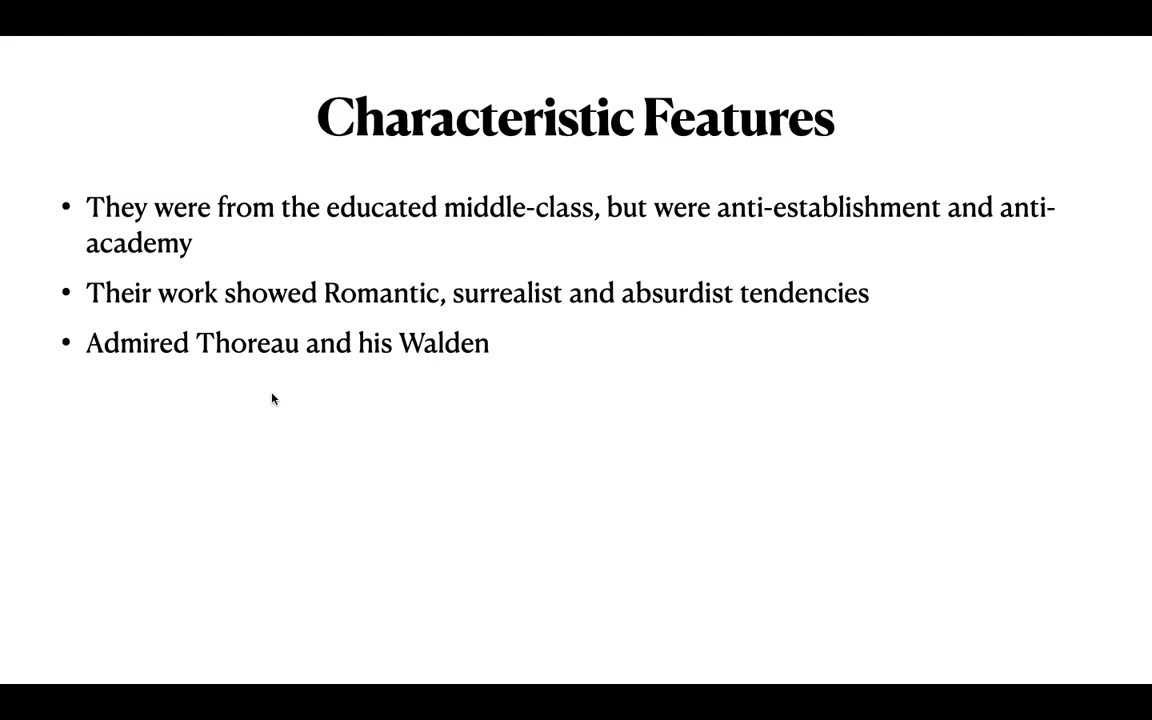 Characteristic Features
• They were from the educated middle-class, but were anti-establishment and anti-
academy
• Their work showed Romantic, surrealist and absurdist tendencies
• Admired Thoreau and his Walden